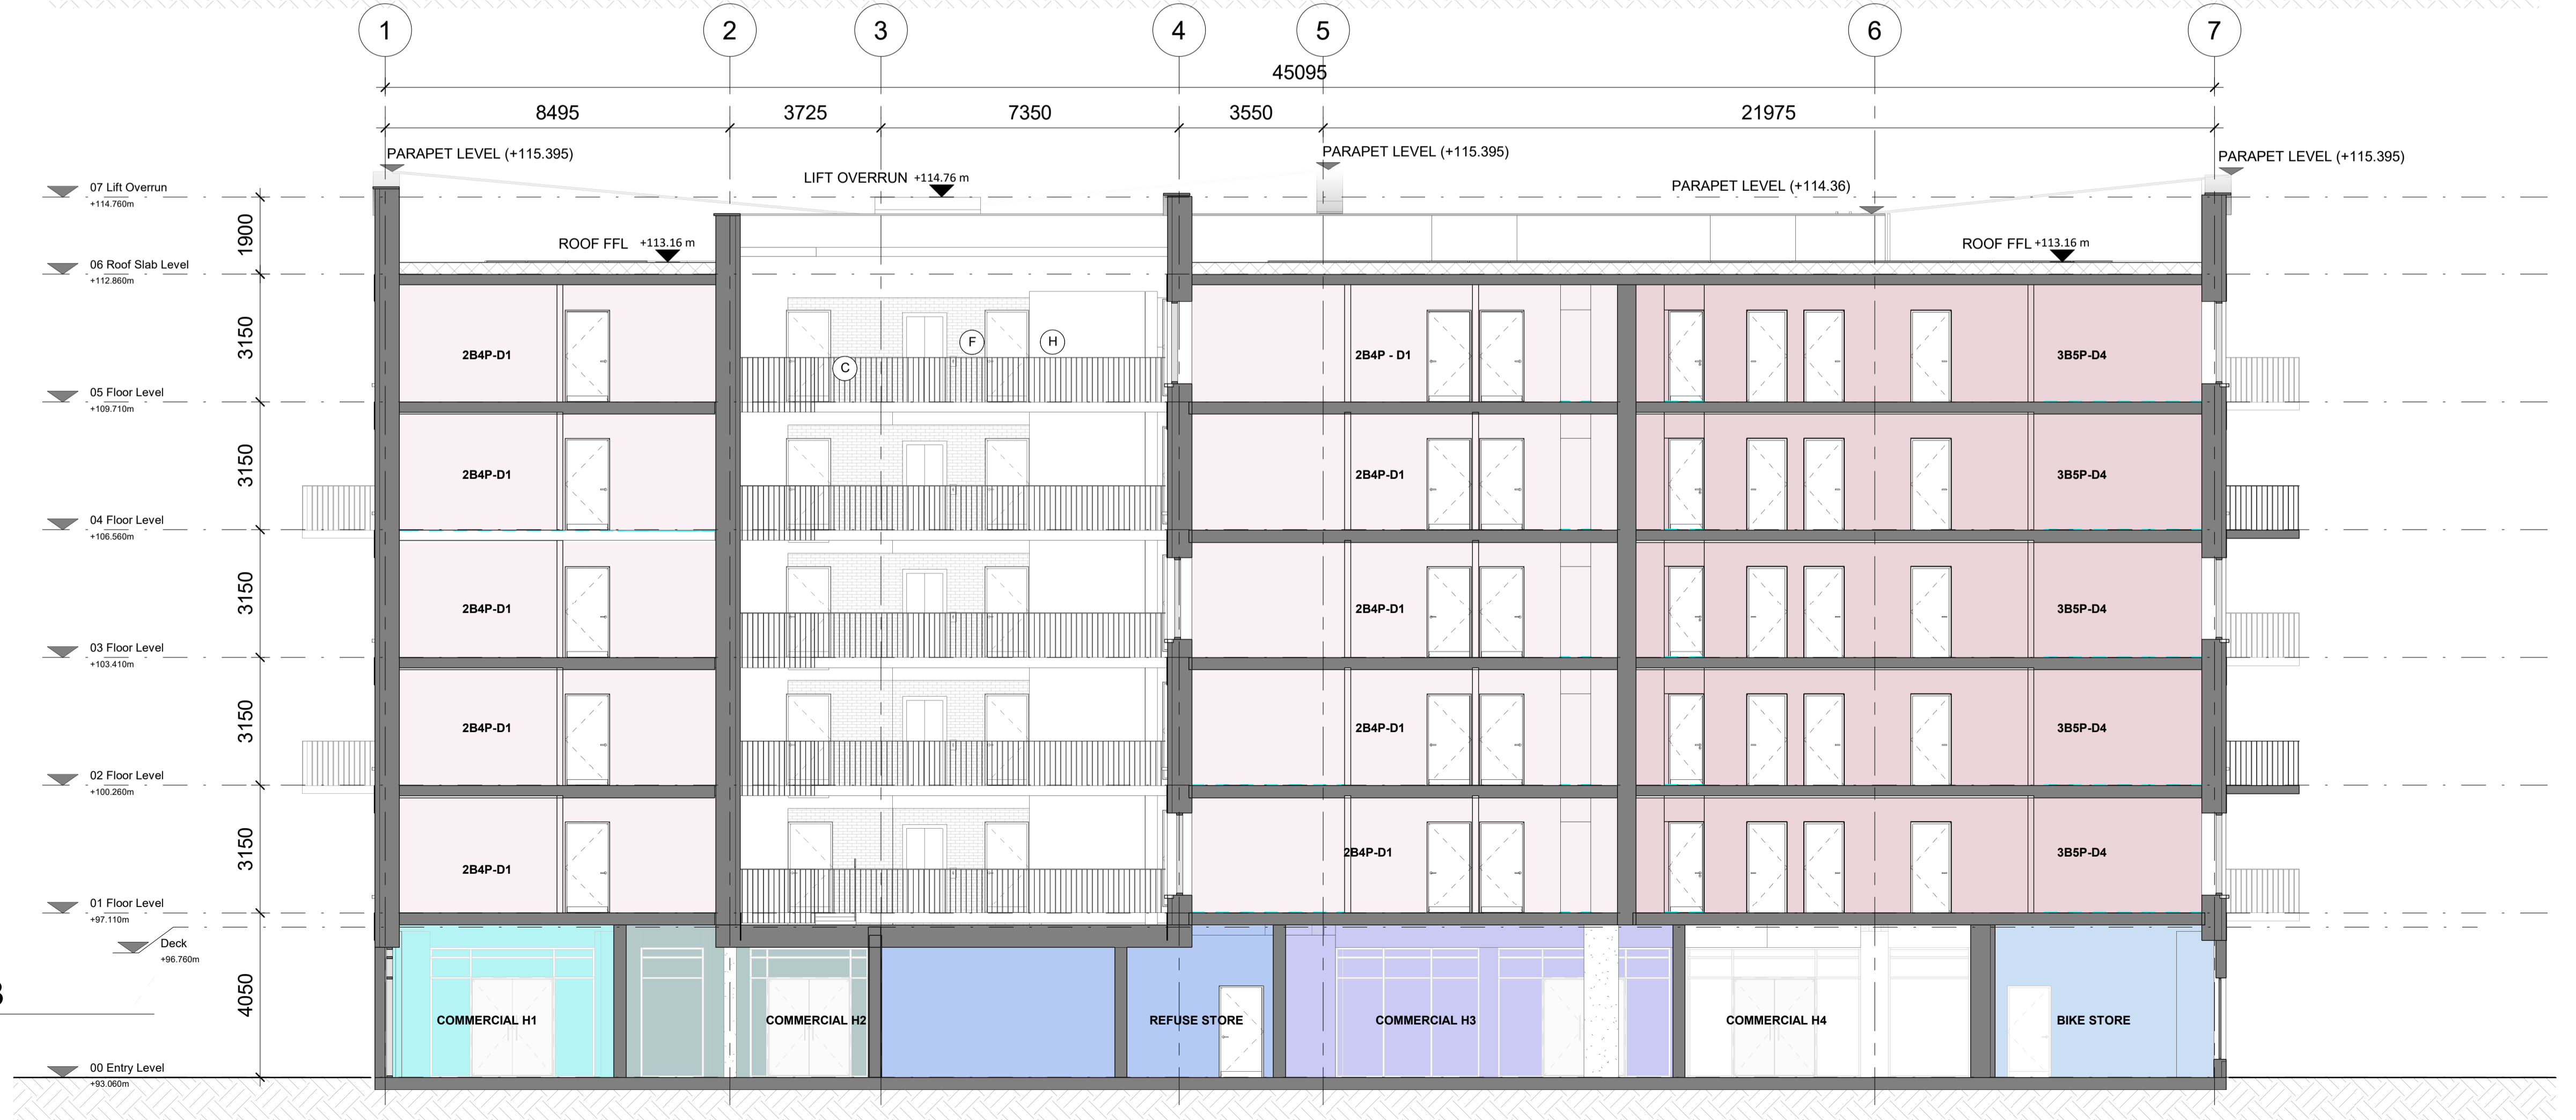 1 2 3 4 5 6 7
45095
8495 3725 7350 3550 21975
PARAPET LEVEL (+115.395)
PARAPET LEVEL (+115.395)
PARAPET LEVEL (+115.395)
07 Lift Overrun
+114.760m
LIFT OVERRUN +114.76 m
PARAPET LEVEL (+114.36)
1900
ROOF FFL +113.16 m
ROOF FFL +113.16 m
06 Roof Slab Level
+112.860m
3150
F
H
C
2B4P-D1
2B4P - D1
3B5P-D4
05 Floor Level
+109.710m
3150
2B4P-D1
2B4P-D1
3B5P-D4
04 Floor Level
+106.560m
3150
2B4P-D1
2B4P-D1
3B5P-D4
03 Floor Level
+103.410m
3150
2B4P-D1
2B4P-D1
3B5P-D4
02 Floor Level
+100.260m
3150
2B4P-D1
2B4P-D1
3B5P-D4
01 Floor Level
+97.110m
Deck
+96.760m
4050
COMMERCIAL H1
COMMERCIAL H2
REFUSE STORE
COMMERCIAL H3
COMMERCIAL H4
BIKE STORE
00 Entry Level
+93.060m